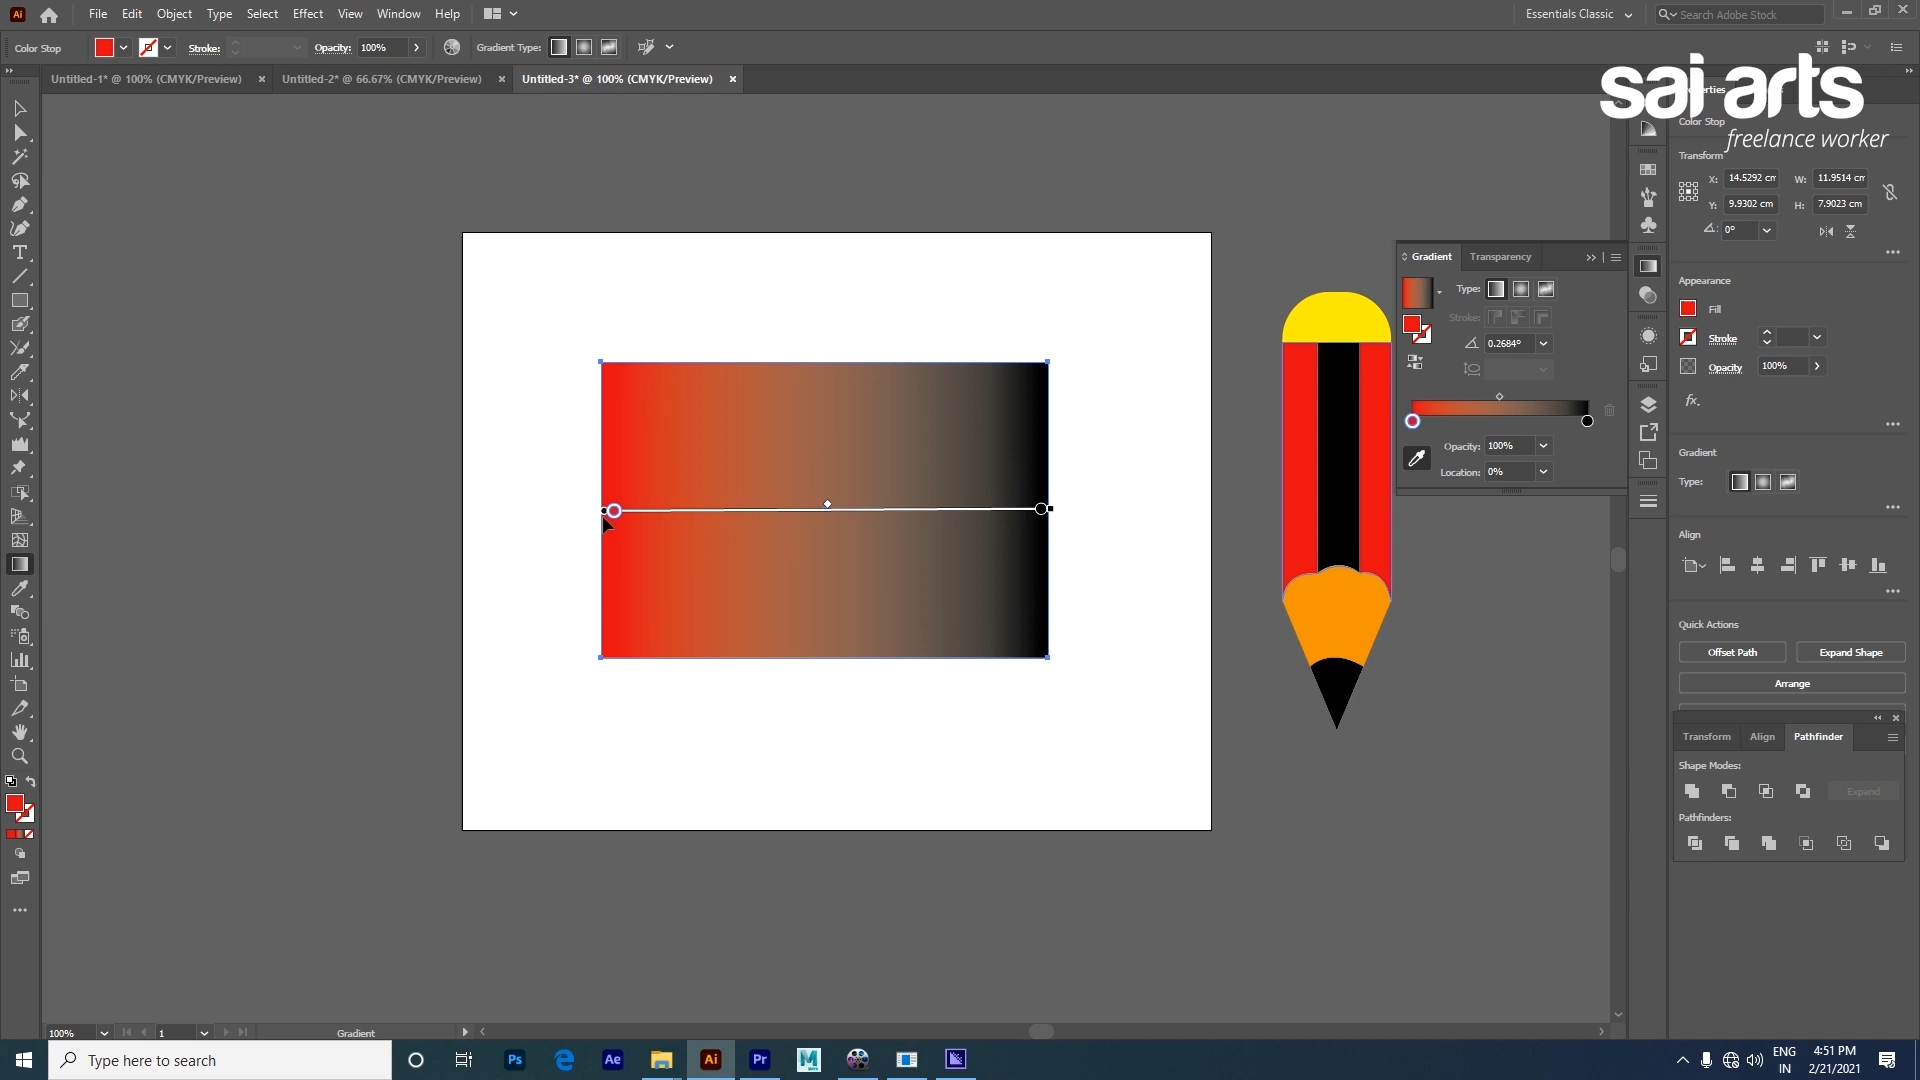 File Edit Object Type Select Effect View Window Help
Essentials Classic
Search Adobe Stock
Color Stop
Stroke:
Opacity: 100%
Gradient Type:
Untitled-1* @ 100% (CMYK/Preview)
Untitled-2* @ 66.67% (CMYK/Preview)
Untitled-3* @ 100% (CMYK/Preview)
sai arts
freelance worker
Color Stop
Transform
X: 14.5292 cm W: 11.9514 cm
Y: 9.9302 cm H: 7.9023 cm
0°
Gradient Transparency
Type:
Stroke:
0.2684°
Opacity: 100%
Location: 0%
Appearance
Fill
Stroke
Opacity 100%
fx.
Gradient
Type:
Align
Quick Actions
Offset Path Expand Shape
Arrange
Transform Align Pathfinder
Shape Modes:
Expand
Pathfinders:
100% 1 Gradient
Type here to search
Ps Ae Ai Pr M
ENG
IN
4:51 PM
2/21/2021